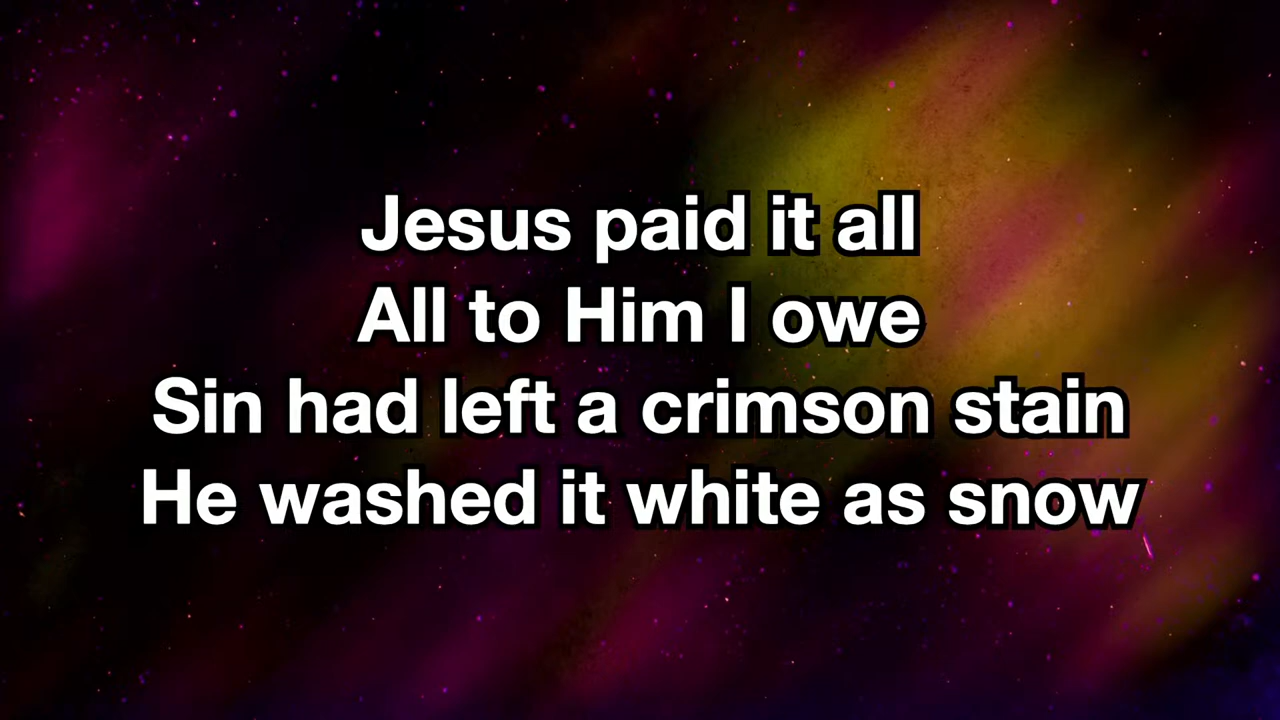 Jesus paid it all
All to Him I owe
Sin had left a crimson stain
He washed it white as snow